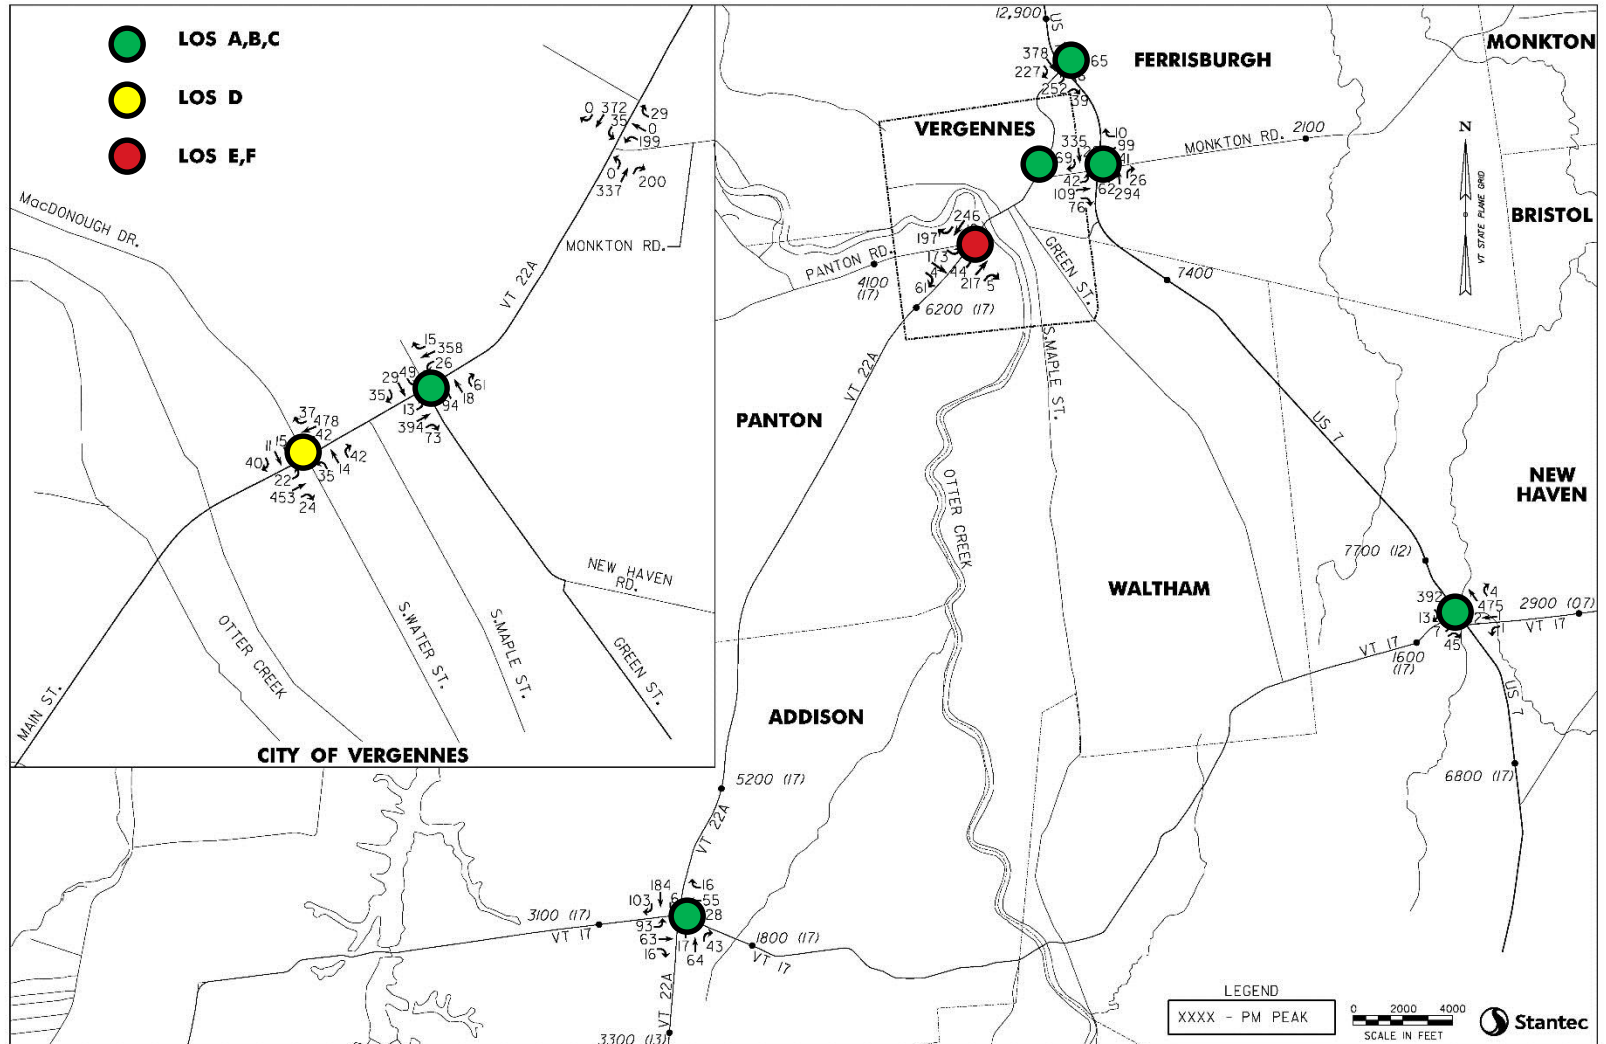 LOS A,B,C
LOS D
LOS E,F
MacDONOUGH DR.
0 372
35
29
0
199
0
337
200
MONKTON RD.
VT 22A
15
358
26
49
29
35
13
394
73
94
18
61
37
478
42
15
11
40
22
453
24
35
14
42
NEW HAVEN
RD.
OTTER CREEK
S.WATER ST.
S.MAPLE ST.
GREEN ST.
MAIN ST.
CITY OF VERGENNES
12,900
US
378
227
252
39
65
FERRISBURGH
MONKTON
VERGENNES
335
69
42
109
76
10
99
41
26
62
294
MONKTON RD.
2100
N
VT STATE PLANE GRID
BRISTOL
246
197
173
4
44
61
217
5
PANTON RD.
4100
(17)
6200 (17)
GREEN ST.
7400
S.MAPLE ST.
VT 22A
PANTON
US 7
OTTER CREEK
NEW
HAVEN
7700 (12)
WALTHAM
392
13
7
45
4
475
2
1
11
2900 (07)
VT 17
VT 17
1600
(17)
US 7
6800 (17)
ADDISON
5200 (17)
VT 22A
184
103
6
16
55
28
93
63
16
17
64
43
3100 (17)
VT 17
1800 (17)
VT 17
VT 22A
3300 (13)
LEGEND
XXXX - PM PEAK
0 2000 4000
SCALE IN FEET
Stantec